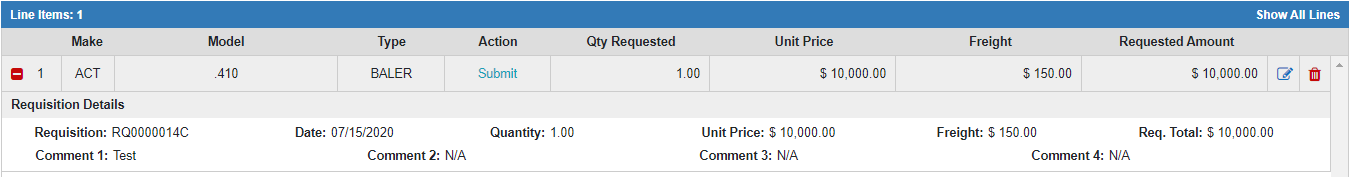 Line Items: 1 Show All Lines
Make Model Type Action Qty Requested Unit Price Freight Requested Amount
1 ACT .410 BALER Submit 1.00 $ 10,000.00 $ 150.00 $ 10,000.00
Requisition Details
Requisition: RQ0000014C Date: 07/15/2020 Quantity: 1.00 Unit Price: $ 10,000.00 Freight: $ 150.00 Req. Total: $ 10,000.00
Comment 1: Test Comment 2: N/A Comment 3: N/A Comment 4: N/A